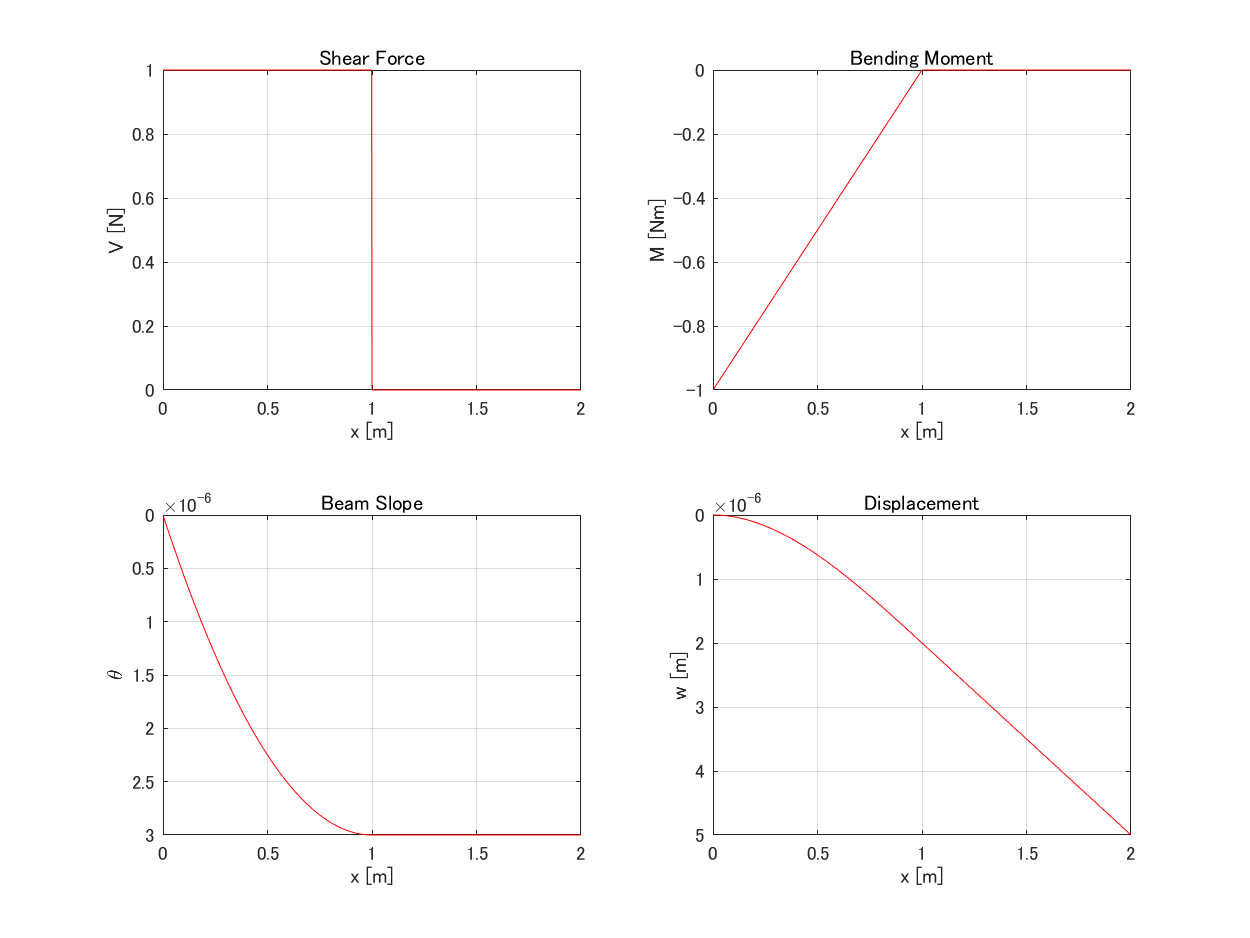 Shear Force
1
0.8
0.6
0.4
0.2
0
V [N]
0 0.5 1 1.5 2
x [m]
Bending Moment
0
−0.2
−0.4
−0.6
−0.8
−1
M [Nm]
0 0.5 1 1.5 2
x [m]
Beam Slope
×10⁻⁶
0
0.5
1
1.5
2
2.5
3
θ
0 0.5 1 1.5 2
x [m]
Displacement
×10⁻⁶
0
1
2
3
4
5
w [m]
0 0.5 1 1.5 2
x [m]